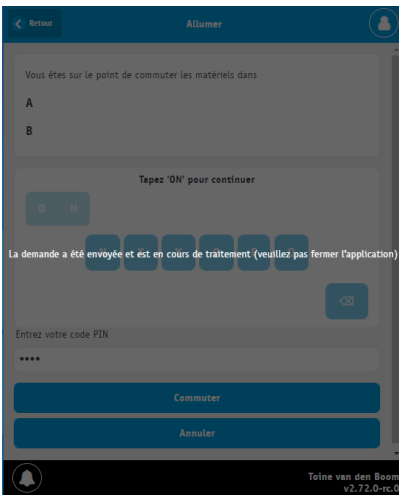 Retour
Allumer
Vous êtes sur le point de commuter les matériels dans
A
B
Tapez 'ON' pour continuer
O N
La demande a été envoyée et est en cours de traitement (veuillez pas fermer l'application)
Entrez votre code PIN
••••
Commuter
Annuler
Toine van den Boom
v2.72.0-rc.0